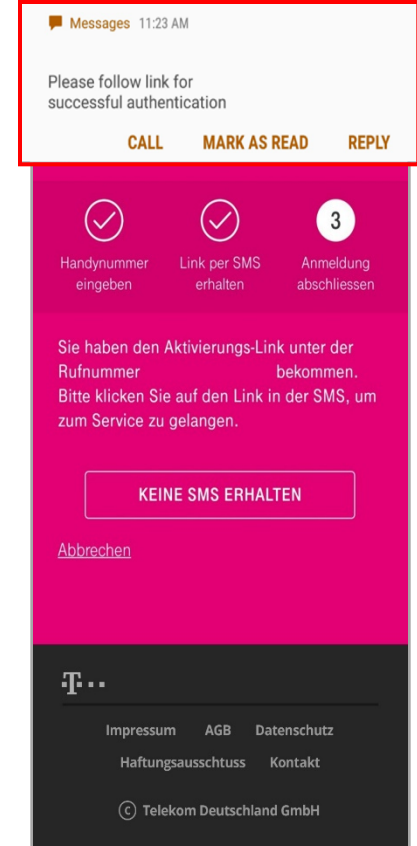 Messages 11:23 AM
Please follow link for
successful authentication
CALL MARK AS READ REPLY
3
Handynummer eingeben
Link per SMS erhalten
Anmeldung abschliessen
Sie haben den Aktivierungs-Link unter der
Rufnummer bekommen.
Bitte klicken Sie auf den Link in der SMS, um
zum Service zu gelangen.
KEINE SMS ERHALTEN
Abbrechen
T
Impressum AGB Datenschutz
Haftungsausschtuss Kontakt
© Telekom Deutschland GmbH